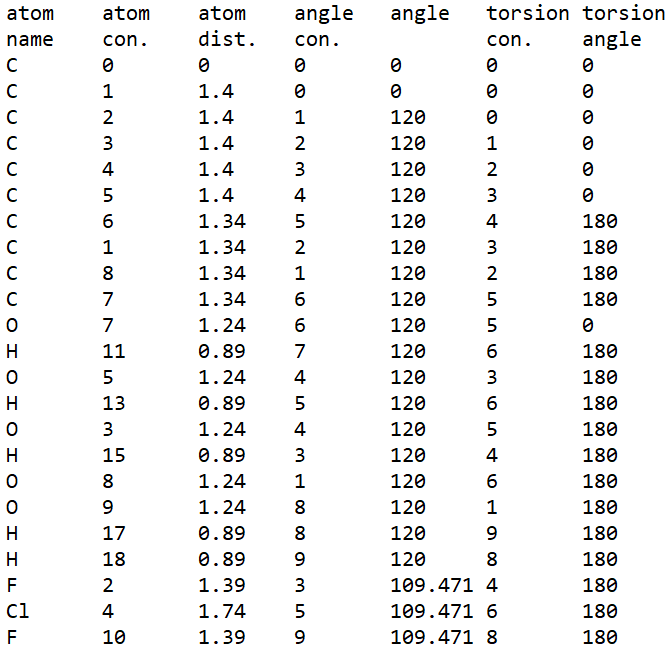 atom atom atom angle angle torsion torsion
name con. dist. con. con. angle
C 0 0 0 0 0 0
C 1 1.4 0 0 0 0
C 2 1.4 1 120 0 0
C 3 1.4 2 120 1 0
C 4 1.4 3 120 2 0
C 5 1.4 4 120 3 0
C 6 1.34 5 120 4 180
C 1 1.34 2 120 3 180
C 8 1.34 1 120 2 180
C 7 1.34 6 120 5 180
O 7 1.24 6 120 5 0
H 11 0.89 7 120 6 180
O 5 1.24 4 120 3 180
H 13 0.89 5 120 6 180
O 3 1.24 4 120 5 180
H 15 0.89 3 120 4 180
O 8 1.24 1 120 6 180
O 9 1.24 8 120 1 180
H 17 0.89 8 120 9 180
H 18 0.89 9 120 8 180
F 2 1.39 3 109.471 4 180
Cl 4 1.74 5 109.471 6 180
F 10 1.39 9 109.471 8 180